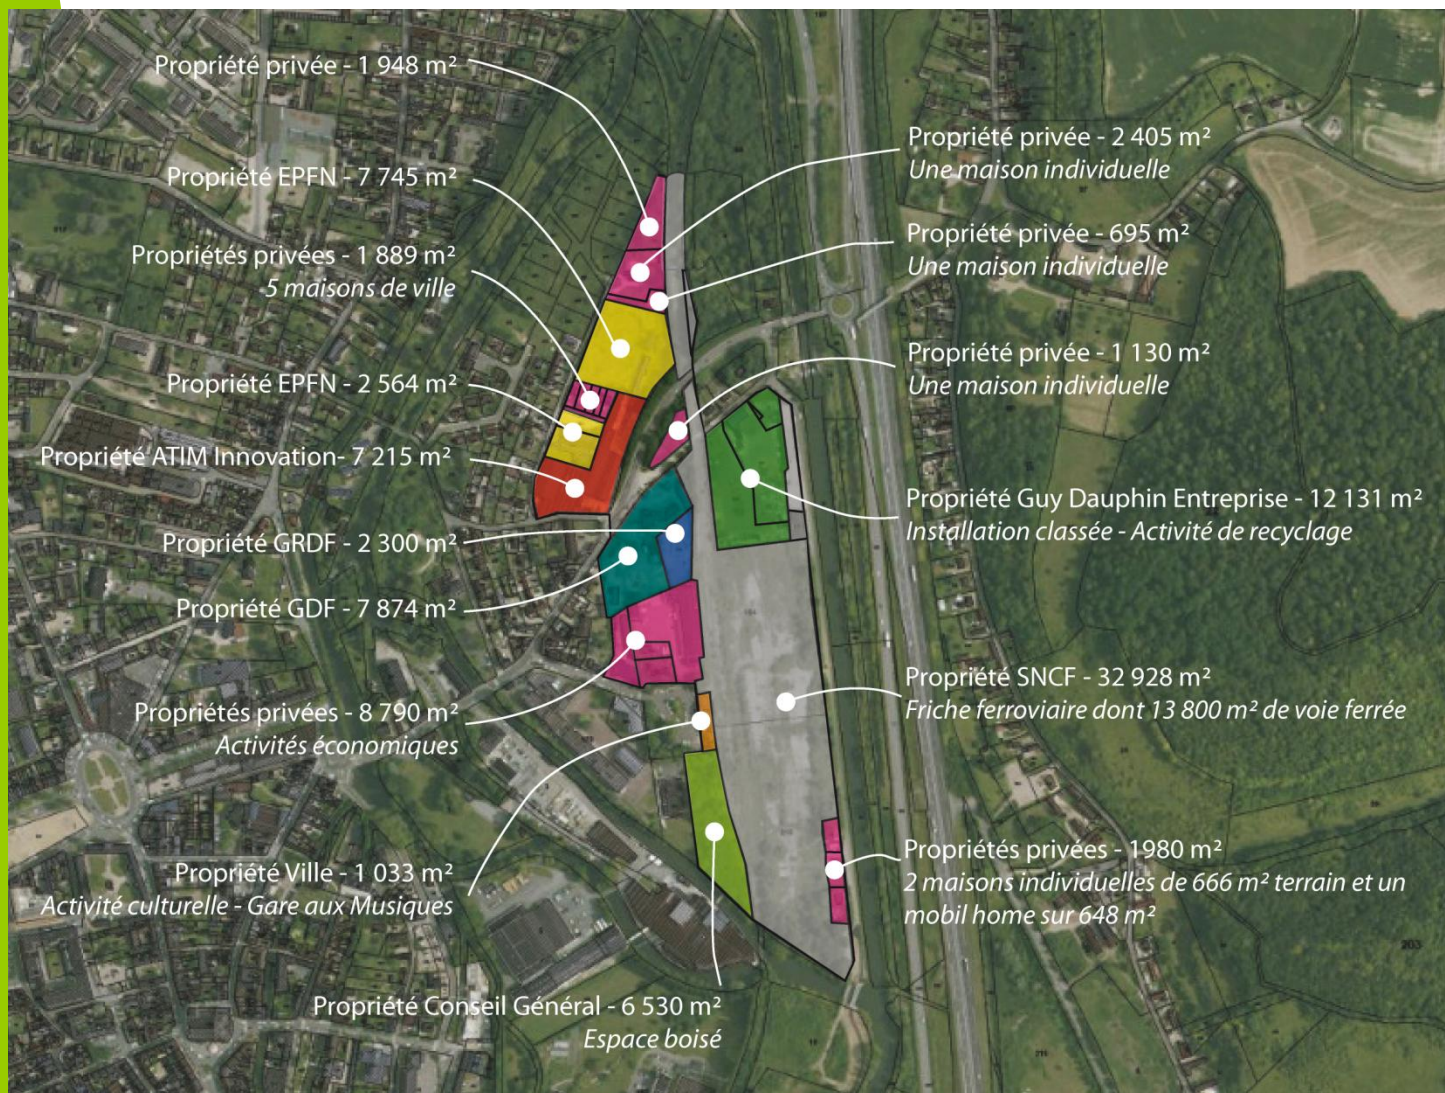 Propriété privée - 1 948 m²
Propriété EPFN - 7 745 m²
Propriétés privées - 1 889 m²
5 maisons de ville
Propriété EPFN - 2 564 m²
Propriété ATIM Innovation- 7 215 m²
Propriété GRDF - 2 300 m²
Propriété GDF - 7 874 m²
Propriétés privées - 8 790 m²
Activités économiques
Propriété Ville - 1 033 m²
Activité culturelle - Gare aux Musiques
Propriété Conseil Général - 6 530 m²
Espace boisé
Propriété privée - 2 405 m²
Une maison individuelle
Propriété privée - 695 m²
Une maison individuelle
Propriété privée - 1 130 m²
Une maison individuelle
Propriété Guy Dauphin Entreprise - 12 131 m²
Installation classée - Activité de recyclage
Propriété SNCF - 32 928 m²
Friche ferroviaire dont 13 800 m² de voie ferrée
Propriétés privées - 1980 m²
2 maisons individuelles de 666 m² terrain et un
mobil home sur 648 m²
203